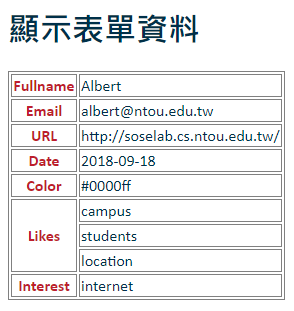 顯示表單資料
Fullname Albert
Email albert@ntou.edu.tw
URL http://soselab.cs.ntou.edu.tw/
Date 2018-09-18
Color #0000ff
Likes campus
students
location
Interest internet